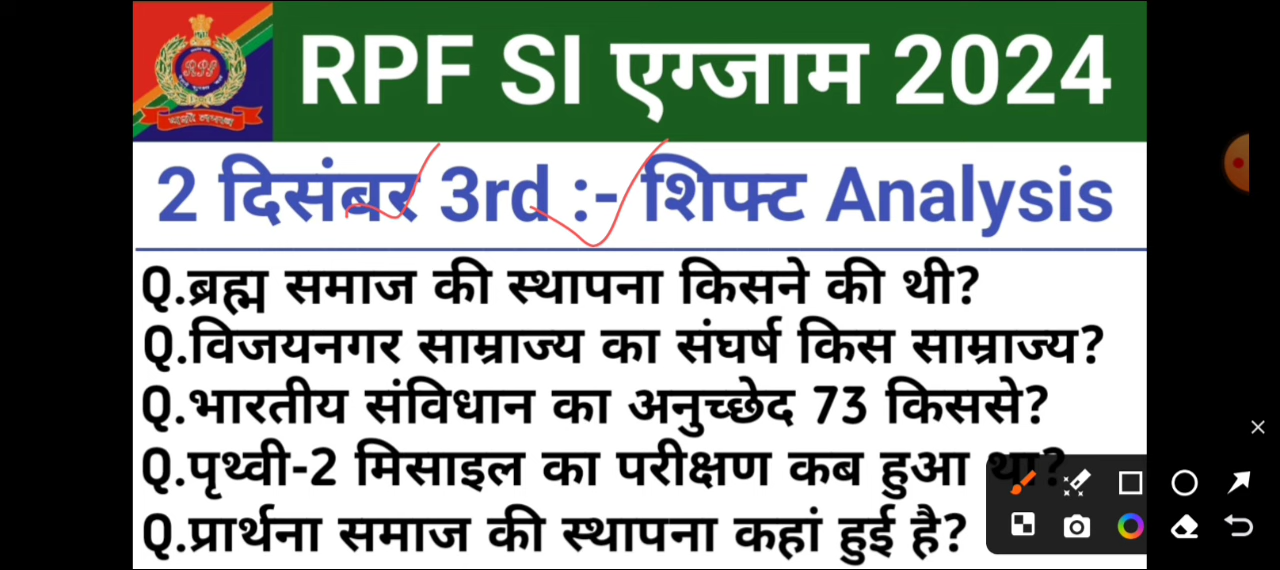 RPF SI एग्जाम 2024
2 दिसंबर 3rd :- शिफ्ट Analysis
Q.ब्रह्म समाज की स्थापना किसने की थी?
Q.विजयनगर साम्राज्य का संघर्ष किस साम्राज्य?
Q.भारतीय संविधान का अनुच्छेद 73 किससे?
Q.पृथ्वी-2 मिसाइल का परीक्षण कब हुआ था?
Q.प्रार्थना समाज की स्थापना कहां हुई है?